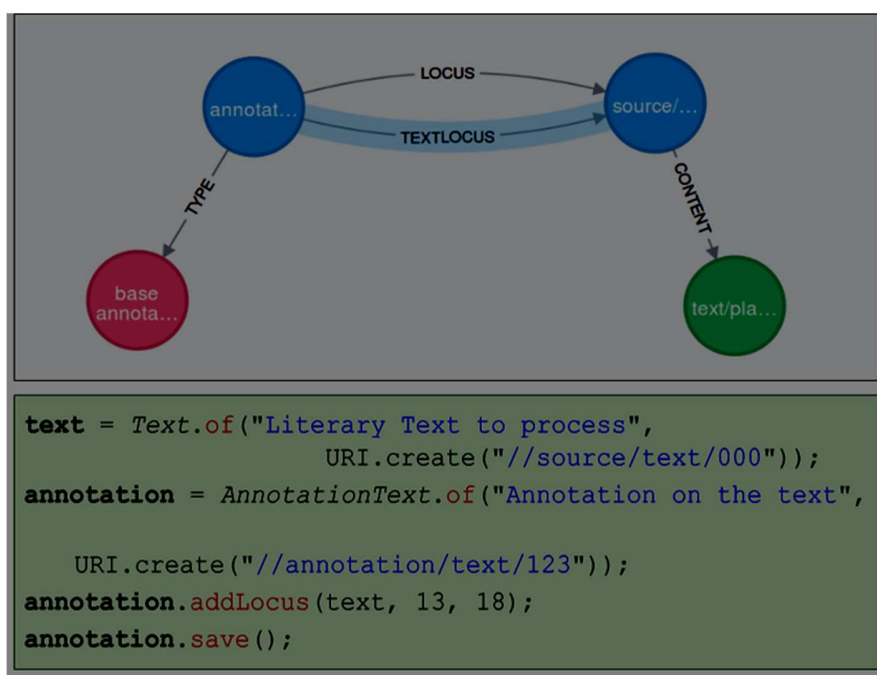 LOCUS
annotat...
source/...
TEXTLOCUS
TYPE
CONTENT
base
annota...
text/pla...
text = Text.of("Literary Text to process",
URI.create("//source/text/000"));
annotation = AnnotationText.of("Annotation on the text",
URI.create("//annotation/text/123"));
annotation.addLocus(text, 13, 18);
annotation.save();